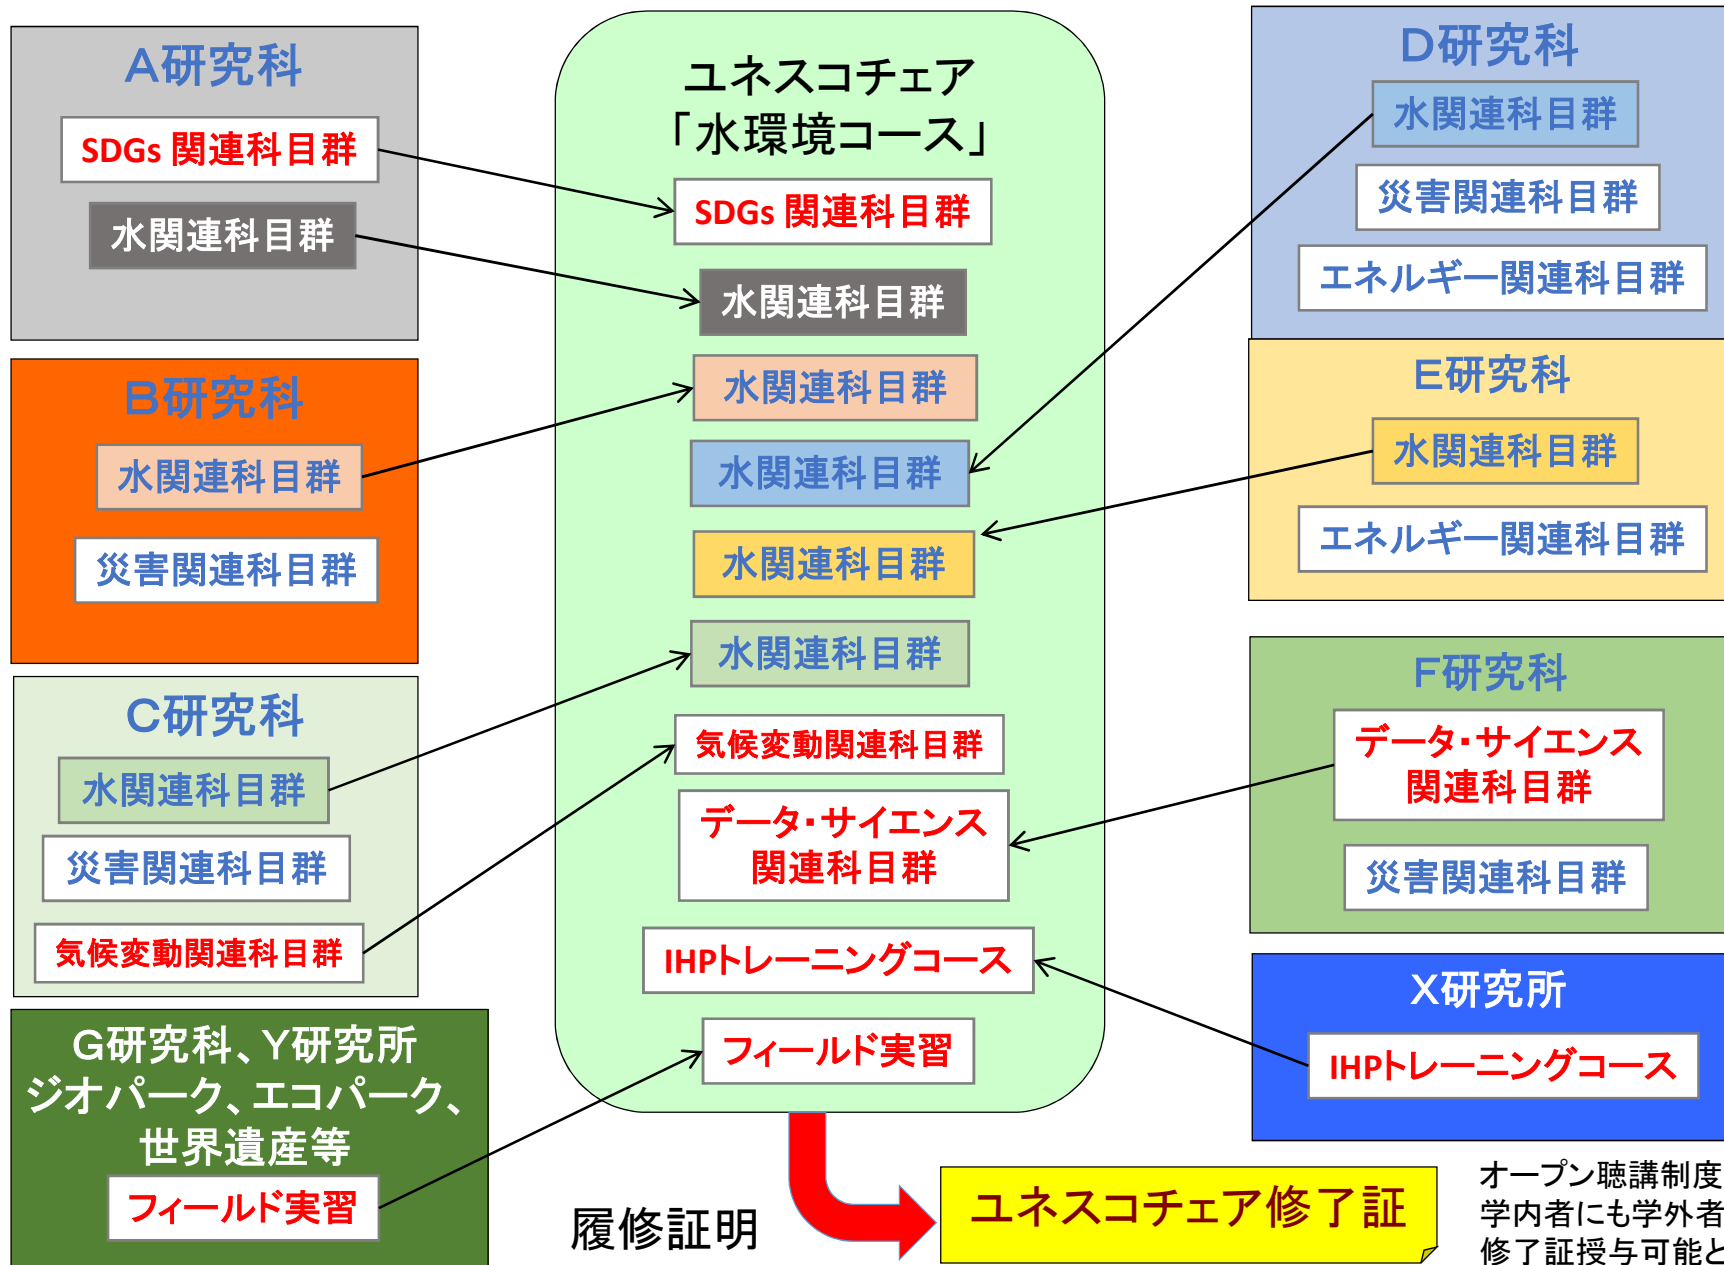 A研究科
SDGs 関連科目群
水関連科目群
B研究科
水関連科目群
災害関連科目群
C研究科
水関連科目群
災害関連科目群
気候変動関連科目群
G研究科、Y研究所
ジオパーク、エコパーク、
世界遺産等
フィールド実習
ユネスコチェア
「水環境コース」
SDGs 関連科目群
水関連科目群
水関連科目群
水関連科目群
水関連科目群
水関連科目群
気候変動関連科目群
データ・サイエンス
関連科目群
IHPトレーニングコース
フィールド実習
履修証明
ユネスコチェア修了証
D研究科
水関連科目群
災害関連科目群
エネルギー関連科目群
E研究科
水関連科目群
エネルギー関連科目群
F研究科
データ・サイエンス
関連科目群
災害関連科目群
X研究所
IHPトレーニングコース
オープン聴講制度
学内者にも学外者
修了証授与可能と